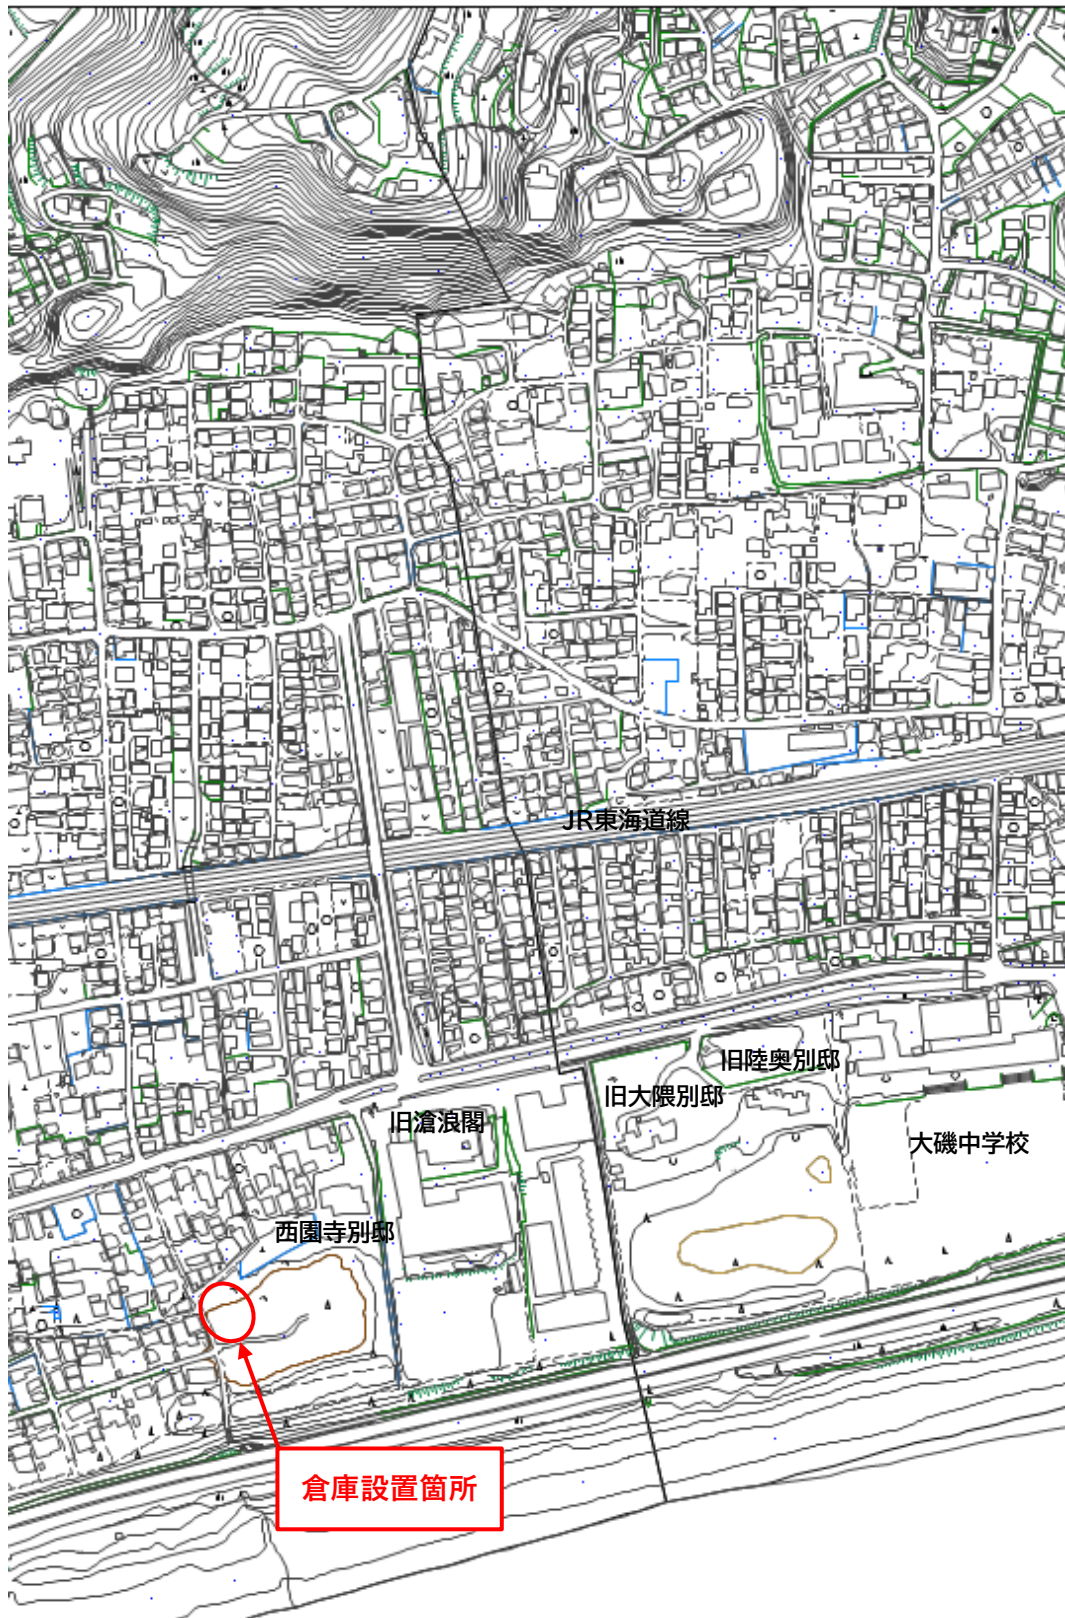 JR東海道線
旧陸奥別邸
旧大隈別邸
旧滄浪閣
大磯中学校
西園寺別邸
倉庫設置箇所